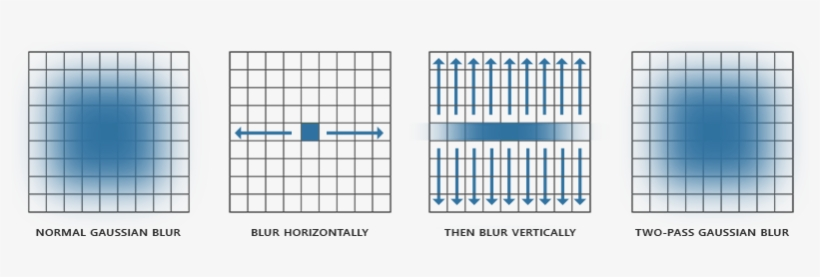 NORMAL GAUSSIAN BLUR
BLUR HORIZONTALLY
THEN BLUR VERTICALLY
TWO-PASS GAUSSIAN BLUR